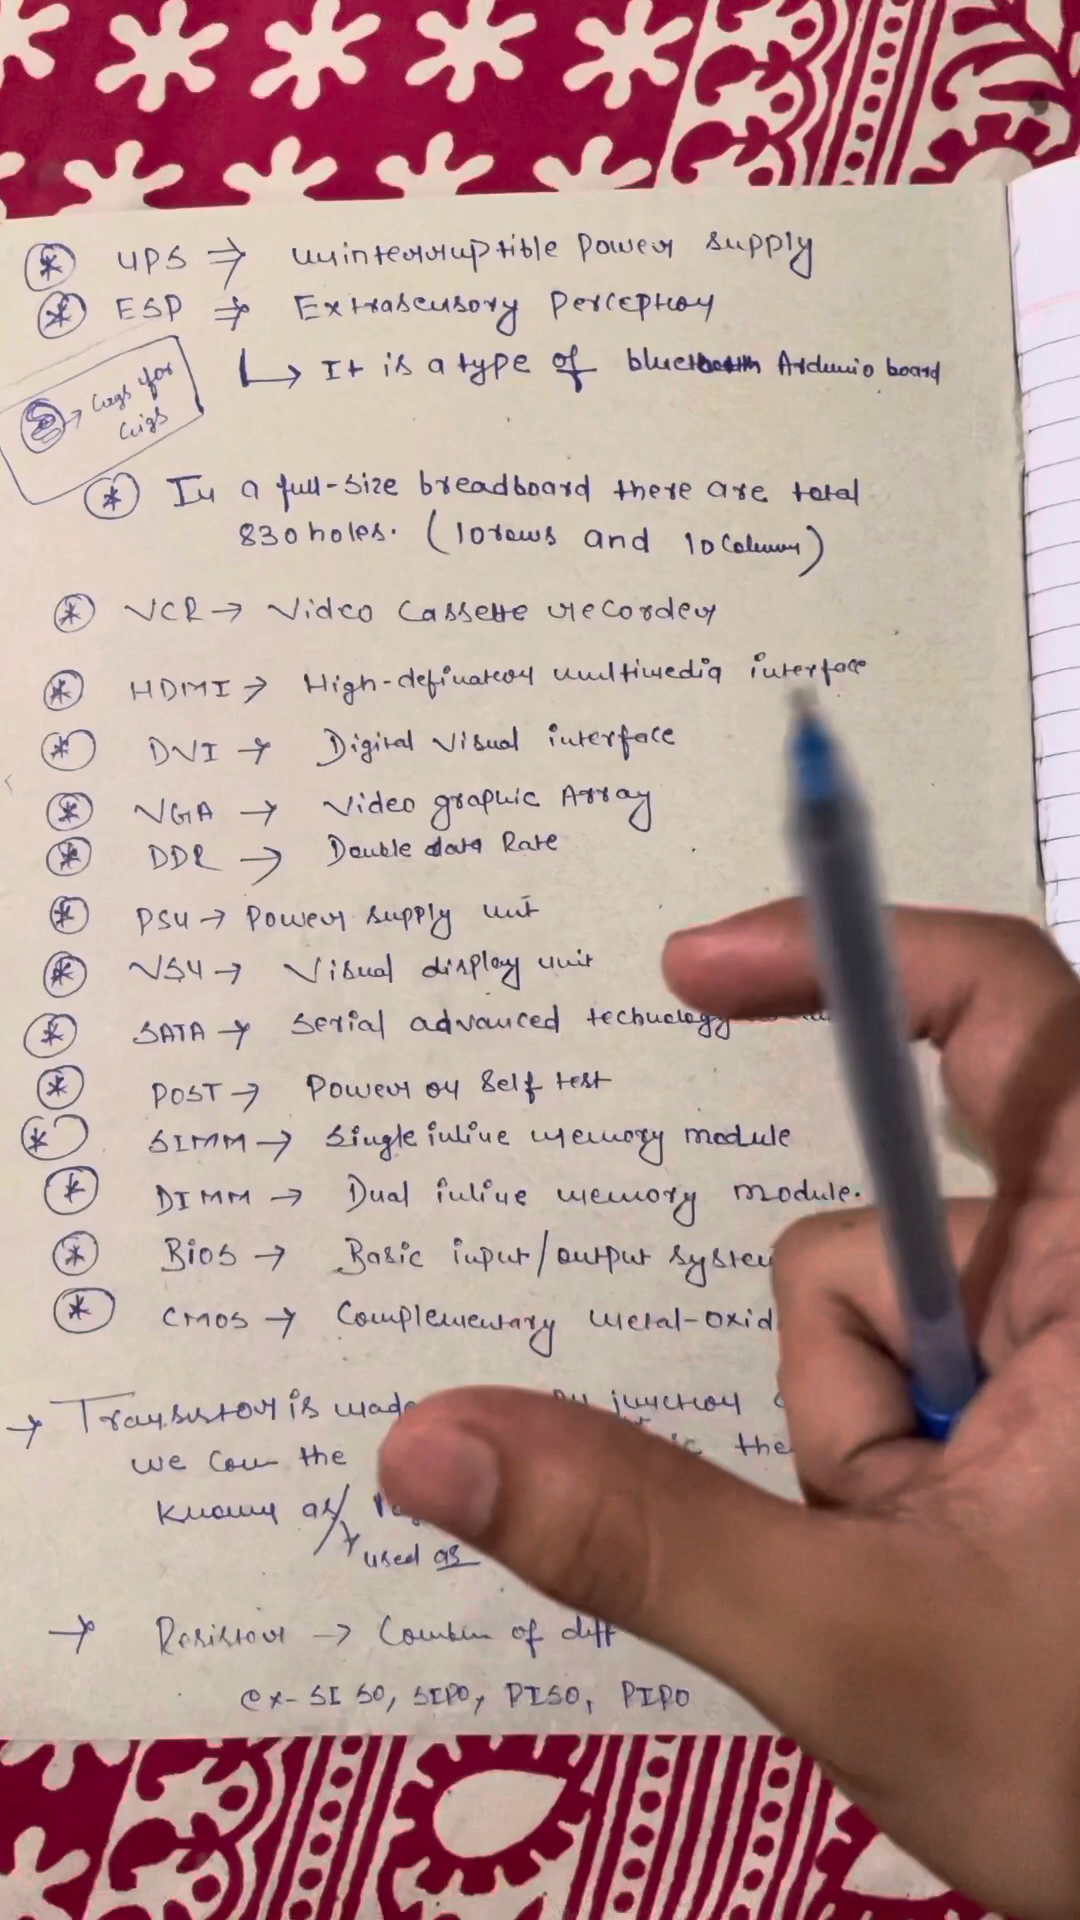 * UPS ⇒ Uninterruptible Power supply
* ESP ⇒ Extrasensory Perception
↳ It is a type of bluetooth Arduino board
* In a full-size breadboard there are total
830 holes. (10 rows and 10 Column)
* VCR → Video Cassette recorder
* HDMI → High-defination multimedia interface
* DVI → Digital Visual interface
* VGA → Video graphic Array
* DDR → Double data Rate
* PSU → Power supply unit
* VSU → Visual display unit
* SATA → Serial advanced technology
* POST → Power on Self test
* SIMM → Single inline memory module
* DIMM → Dual inline memory module.
* BIOS → Basic input/output system
* CMOS → Complementary metal-oxid
→ Transistor is made junction
we can the the
Known as/
used as
→ Resistor → Combin of diff
ex- SISO, SIPO, PISO, PIPO